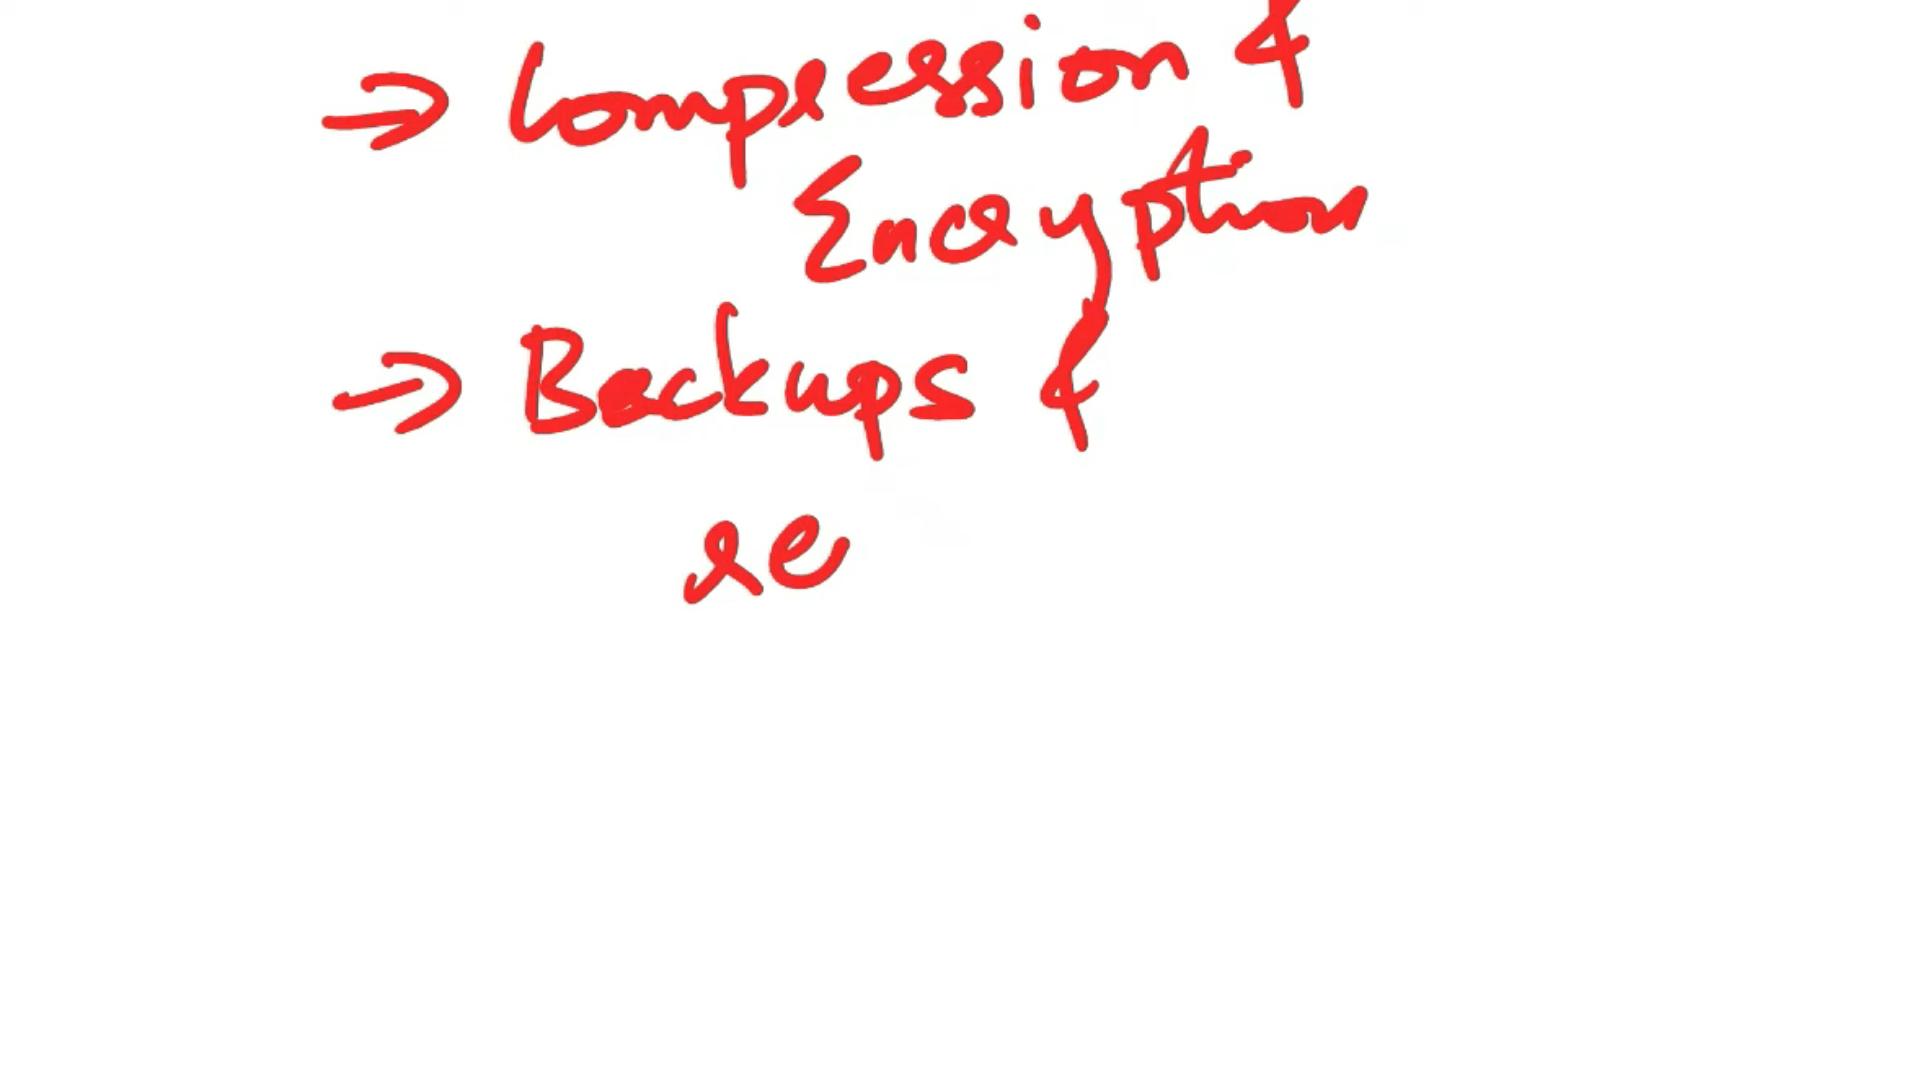 → Compression &
Encryption
→ Backups &
re